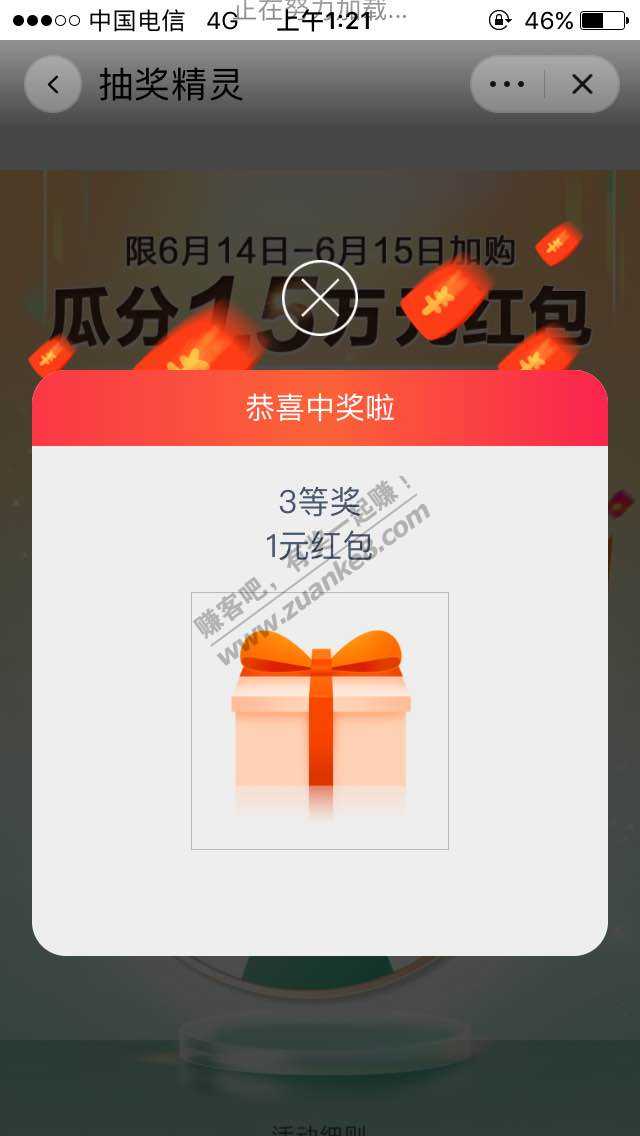 正在努力加载...
中国电信 4G 上午1:21 46%
抽奖精灵
限6月14日-6月15日加购
瓜分15万元红包
恭喜中奖啦
3等奖
1元红包
赚客吧，有奖一起赚！
www.zuanke8.com
活动细则